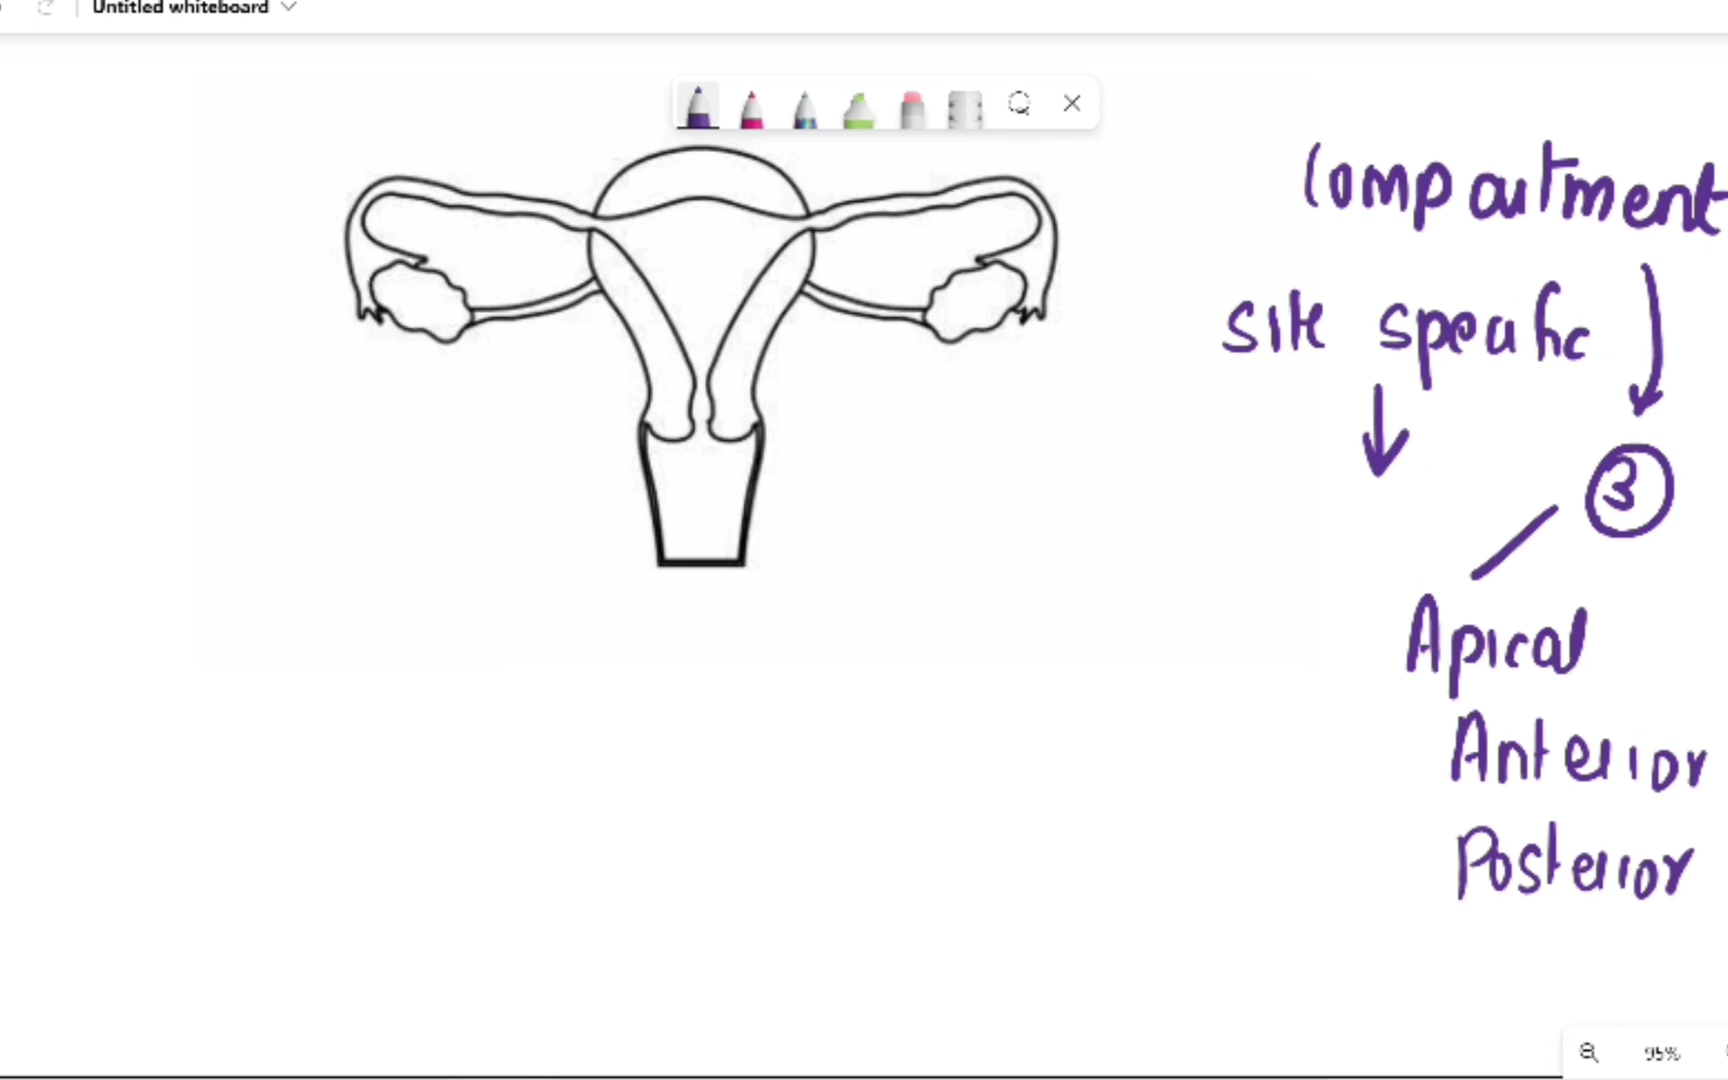 Untitled whiteboard
Compartment
site specific
3
Apical
Anterior
Posterior
95%